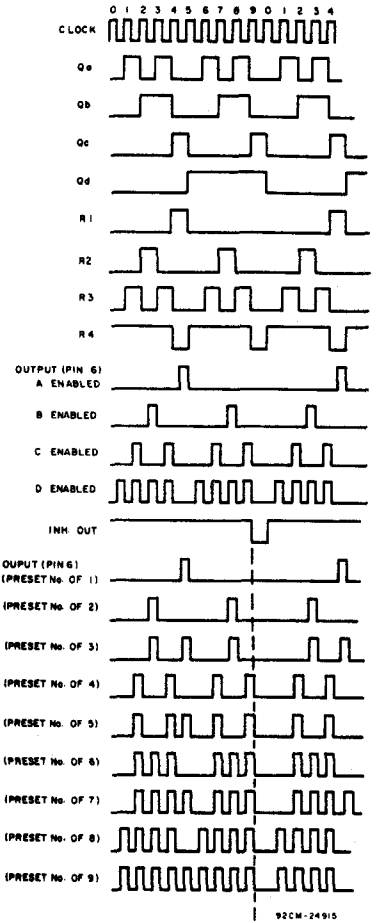 0 1 2 3 4 5 6 7 8 9 0 1 2 3 4
CLOCK
Qa
Qb
Qc
Qd
R1
R2
R3
R4
OUTPUT (PIN 6)
A ENABLED
B ENABLED
C ENABLED
D ENABLED
INH OUT
OUPUT (PIN 6)
(PRESET No. OF 1)
(PRESET No. OF 2)
(PRESET No. OF 3)
(PRESET No. OF 4)
(PRESET No. OF 5)
(PRESET No. OF 6)
(PRESET No. OF 7)
(PRESET No. OF 8)
(PRESET No. OF 9)
92CM-24915